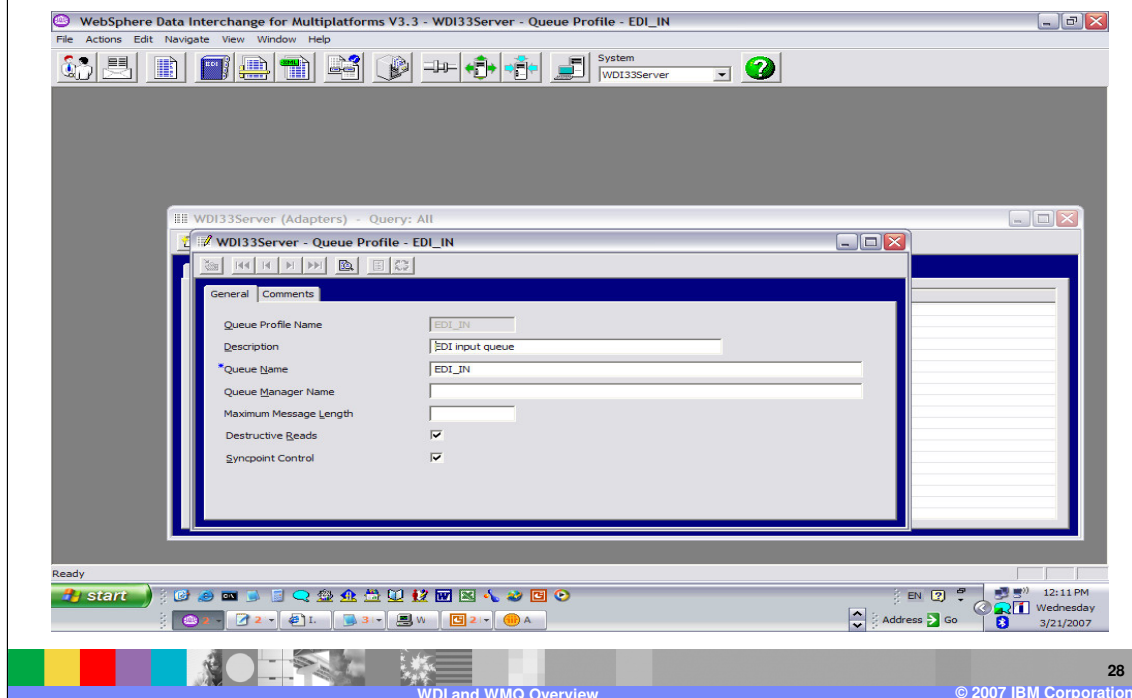 WebSphere Data Interchange for Multiplatforms V3.3 - WDI33Server - Queue Profile - EDI_IN
File Actions Edit Navigate View Window Help
System
WDI33Server
WDI33Server (Adapters) - Query: All
WDI33Server - Queue Profile - EDI_IN
General Comments
Queue Profile Name EDI_IN
Description EDI input queue
*Queue Name EDI_IN
Queue Manager Name
Maximum Message Length
Destructive Reads
Syncpoint Control
Ready
start
EN
12:11 PM
2
I.
3
W
2
A
Address Go
Wednesday
3/21/2007
28
WDI and WMQ Overview
© 2007 IBM Corporation